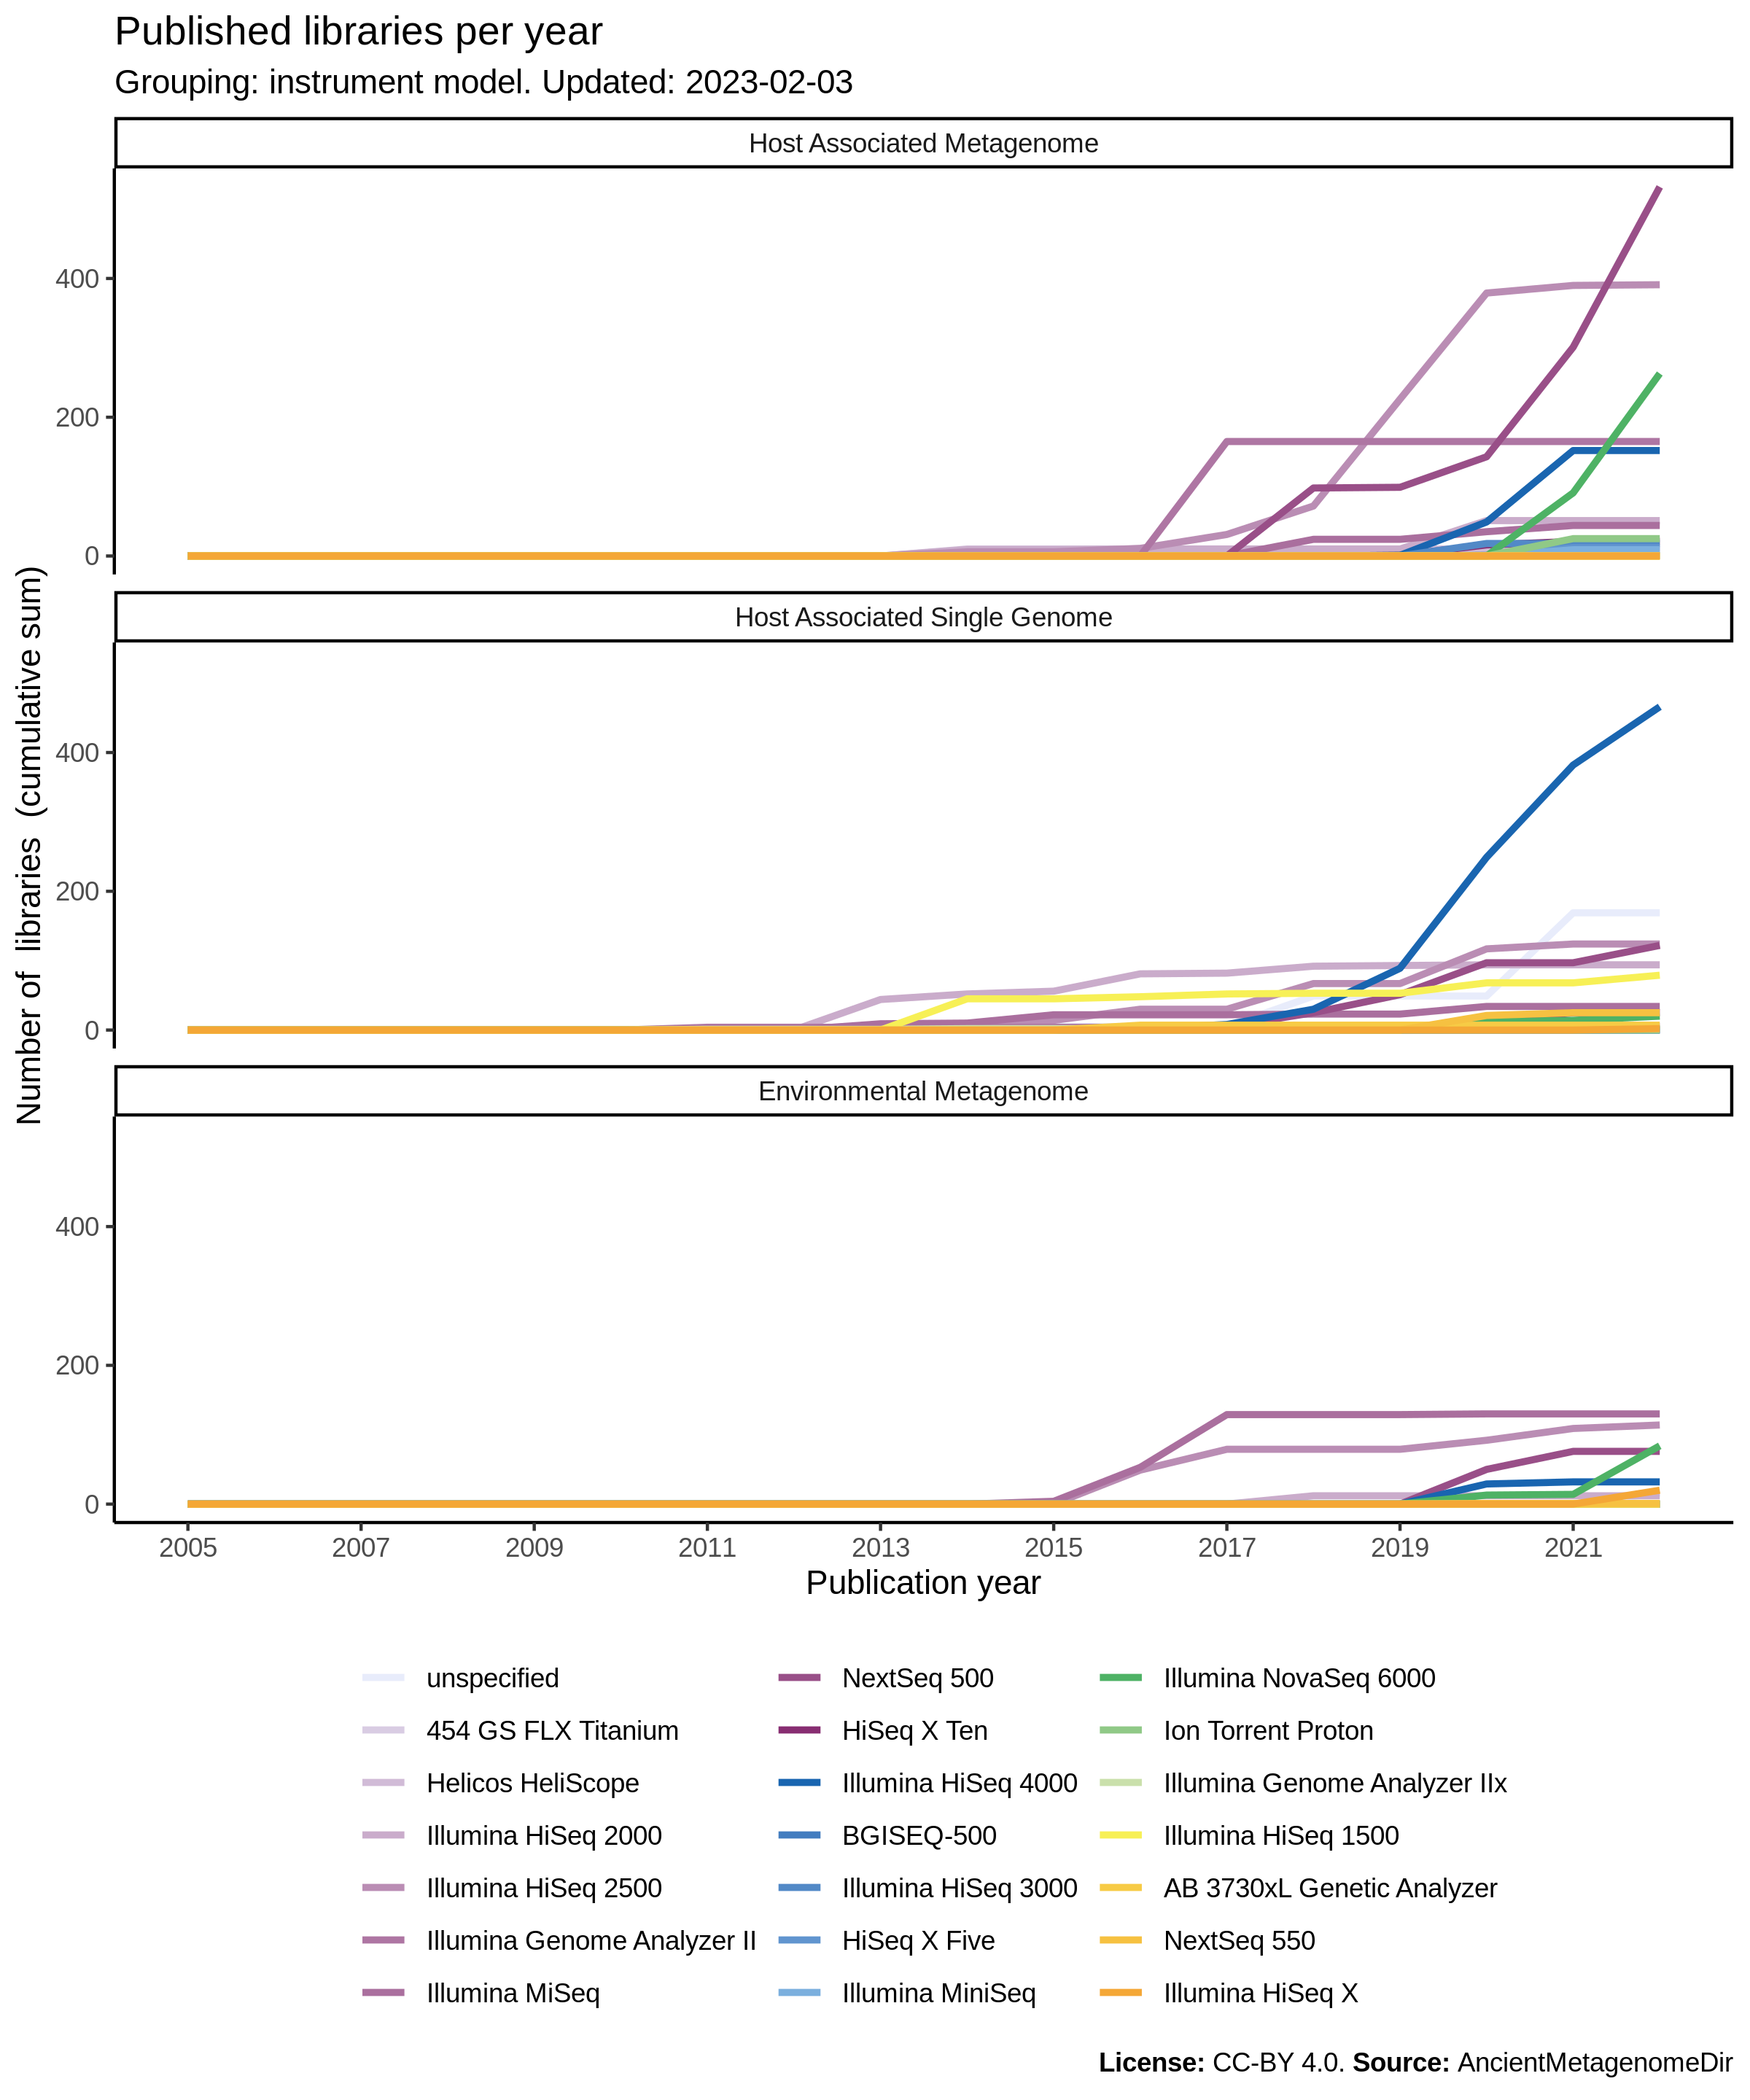 Published libraries per year
Grouping: instrument model. Updated: 2023-02-03
Number of libraries (cumulative sum)
Host Associated Metagenome
400
200
0
Host Associated Single Genome
400
200
0
Environmental Metagenome
400
200
0
2005 2007 2009 2011 2013 2015 2017 2019 2021
Publication year
unspecified
454 GS FLX Titanium
Helicos HeliScope
Illumina HiSeq 2000
Illumina HiSeq 2500
Illumina Genome Analyzer II
Illumina MiSeq
NextSeq 500
HiSeq X Ten
Illumina HiSeq 4000
BGISEQ-500
Illumina HiSeq 3000
HiSeq X Five
Illumina MiniSeq
Illumina NovaSeq 6000
Ion Torrent Proton
Illumina Genome Analyzer IIx
Illumina HiSeq 1500
AB 3730xL Genetic Analyzer
NextSeq 550
Illumina HiSeq X
License: CC-BY 4.0. Source: AncientMetagenomeDir